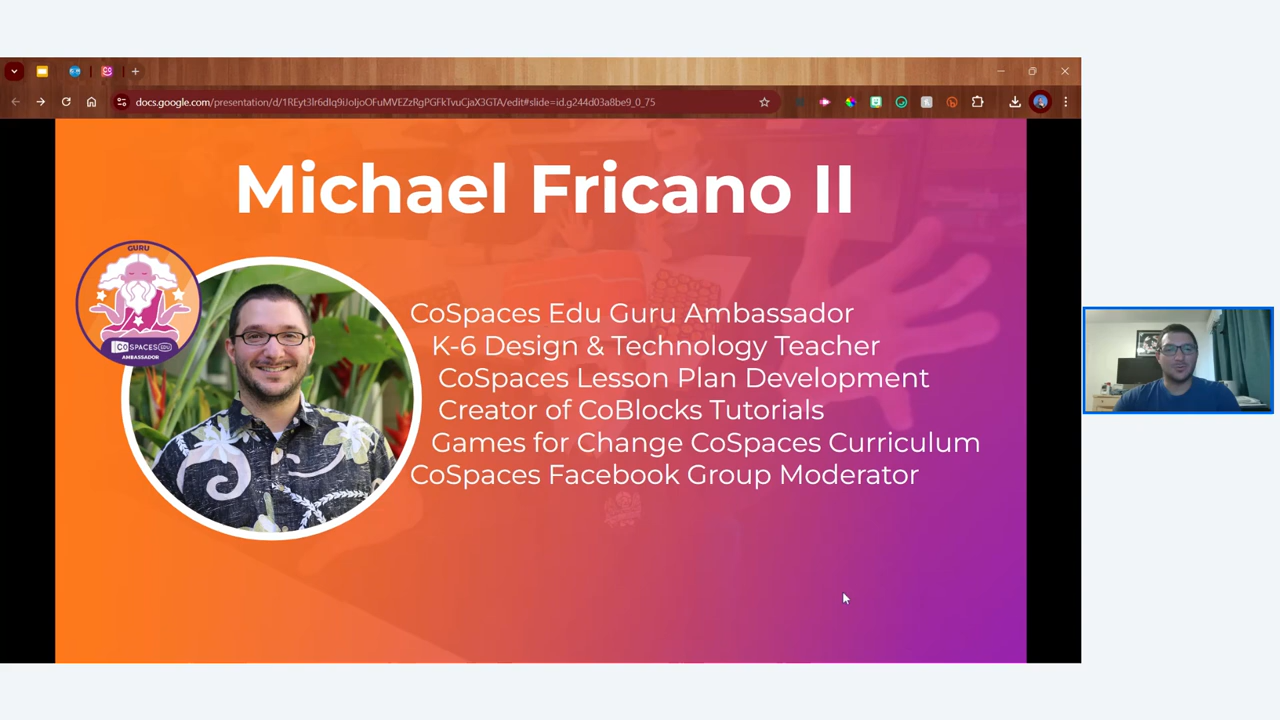 docs.google.com/presentation/d/1REyt3lr6dlq9iJoljoOFuMVEZzRgPGFkTvuCjaX3GTA/edit#slide=id.g244d03a8be9_0_75
Michael Fricano II
GURU
COSPACES EDU
AMBASSADOR
CoSpaces Edu Guru Ambassador
K-6 Design & Technology Teacher
CoSpaces Lesson Plan Development
Creator of CoBlocks Tutorials
Games for Change CoSpaces Curriculum
CoSpaces Facebook Group Moderator